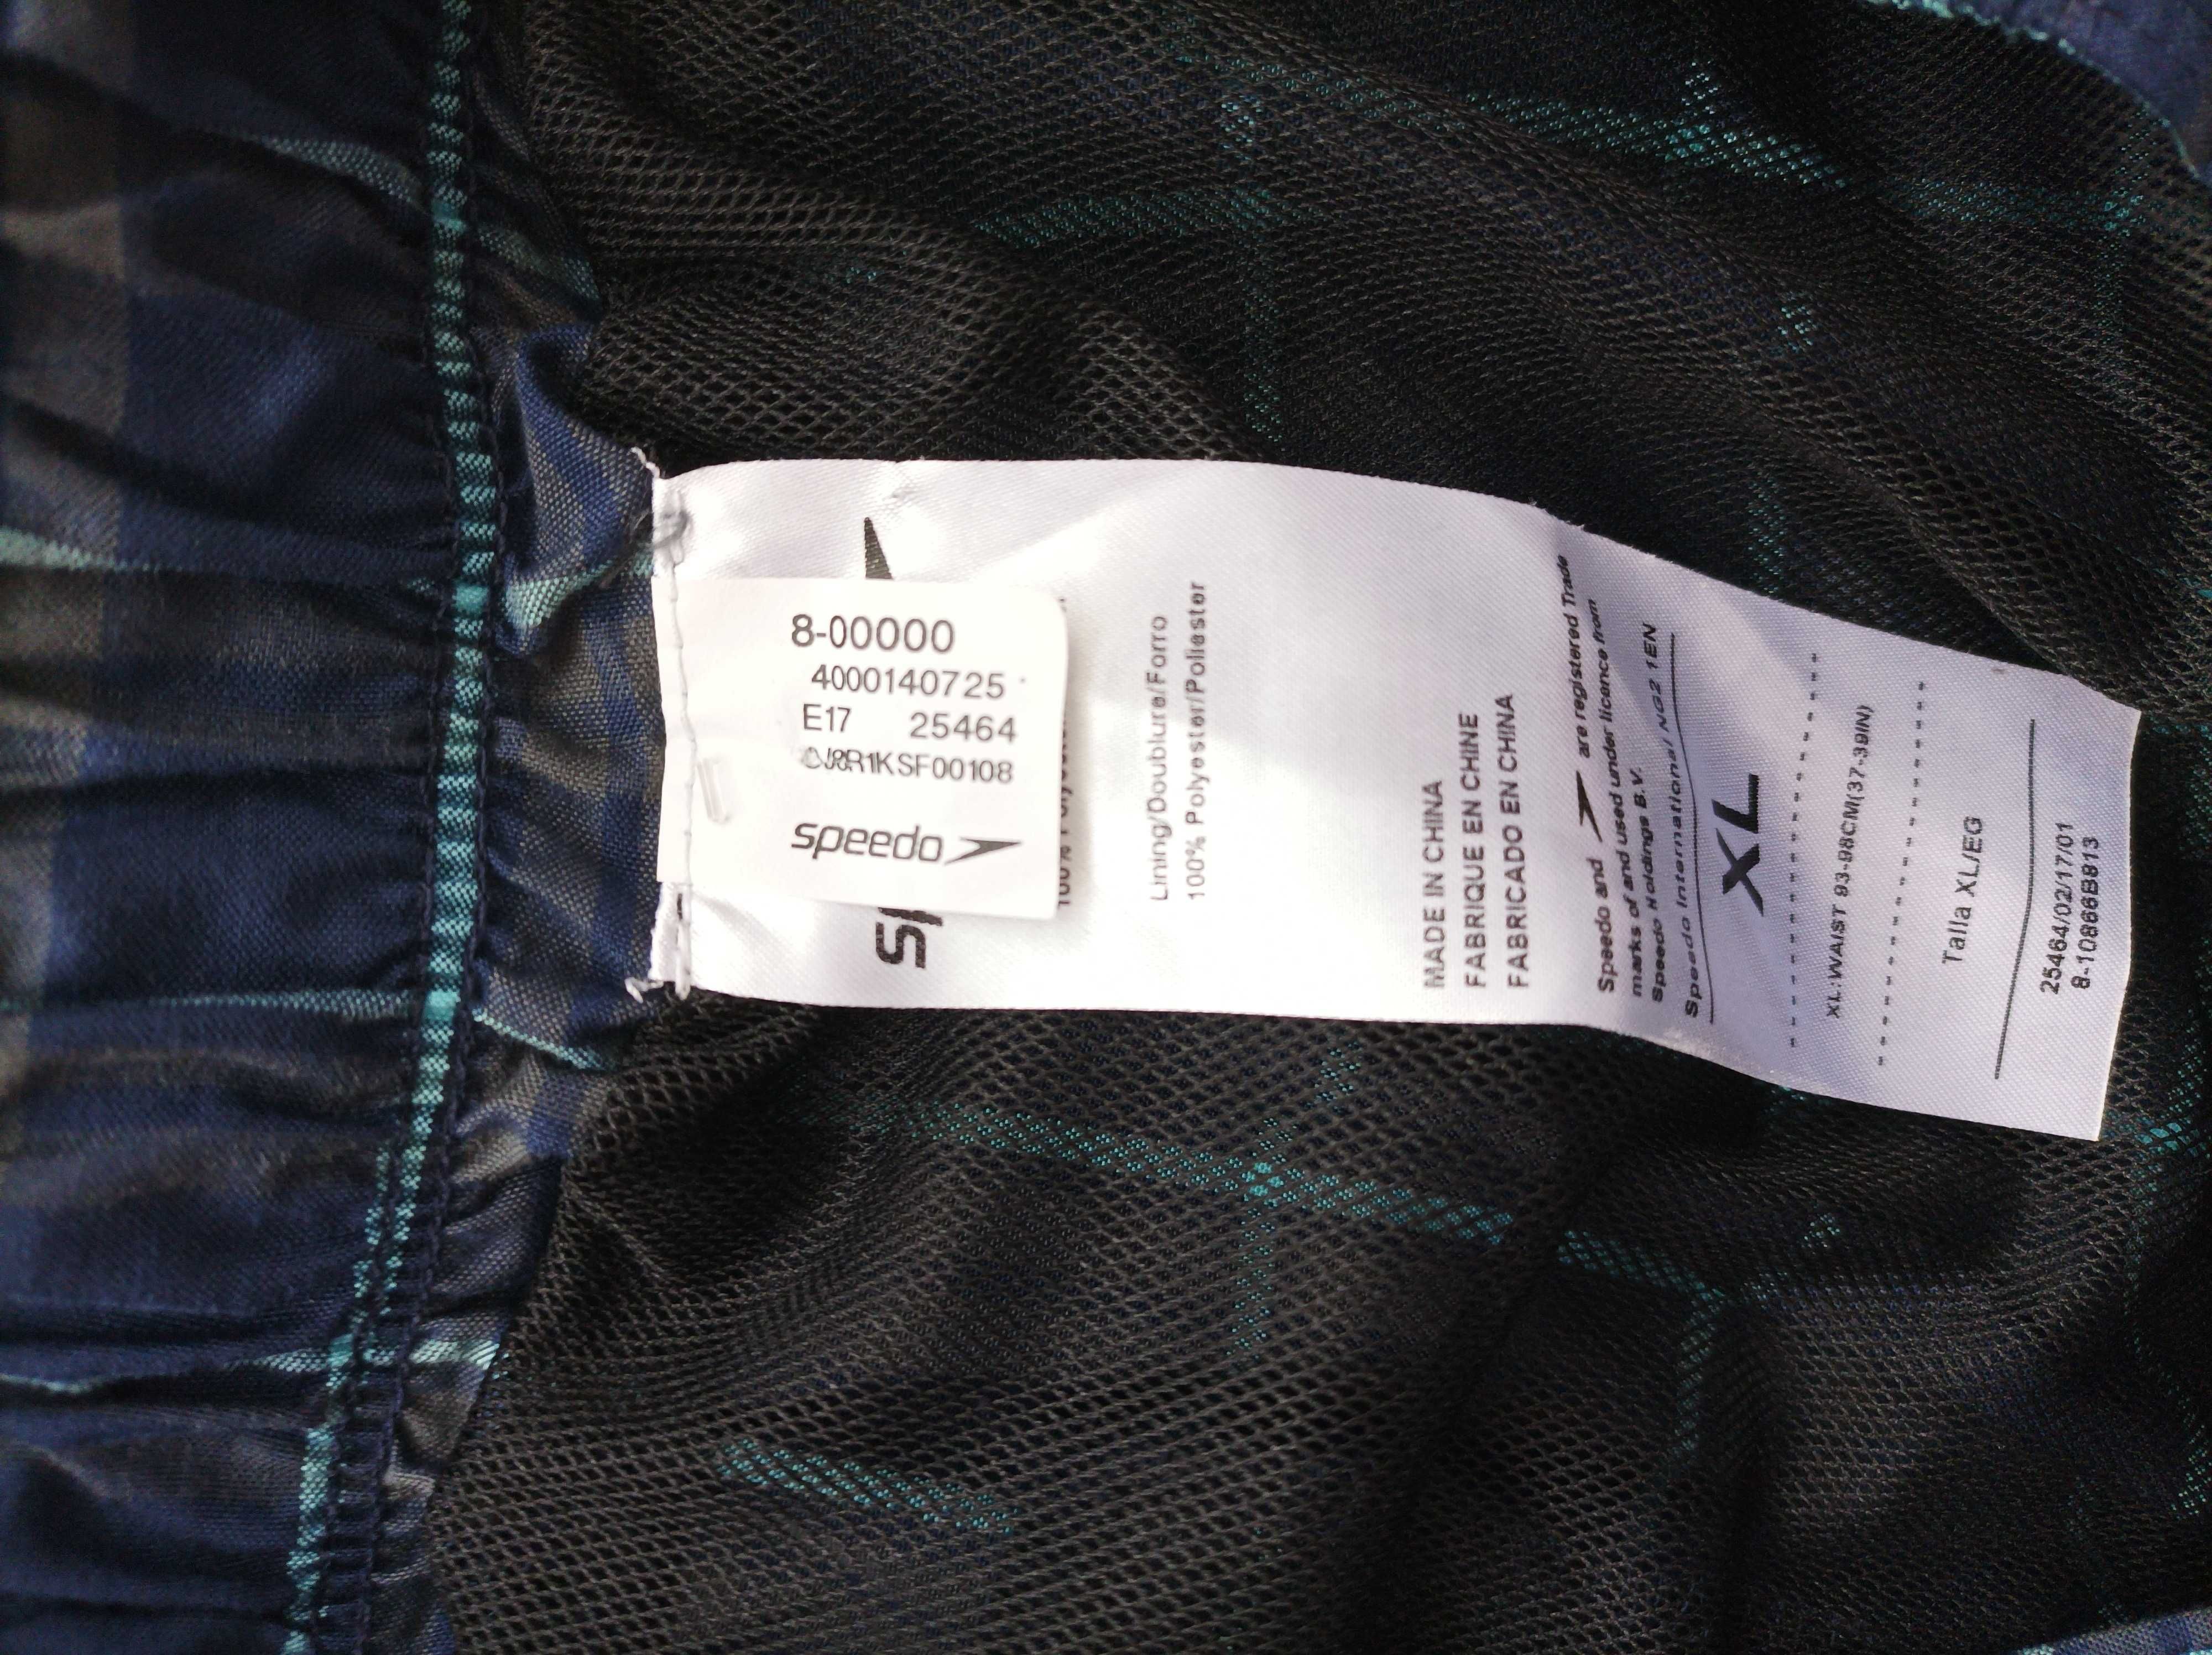 8-00000
4000140725
E17 25464
speedo
Lining/Doublure/Forro
100% Polyester/Poliester
MADE IN CHINA
FABRIQUE EN CHINE
FABRICADO EN CHINA
Speedo and are registered Trade
marks of and used under licence from
Speedo Holdings B.V.
Speedo International NG2 1EN
XL
XL:WAIST 93-98CM(37-39IN)
Talla XL/EG
25464/02/17/01
8-10866B813